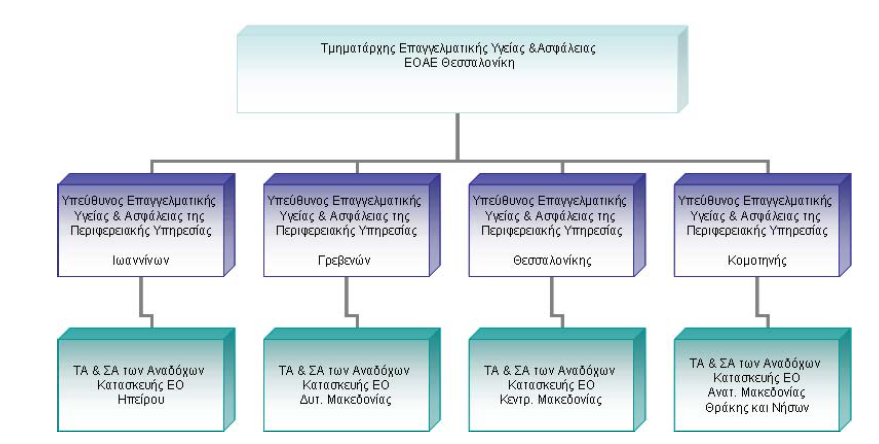 Τμηματάρχης Επαγγελματικής Υγείας &Ασφάλειας
ΕΟΑΕ Θεσσαλονίκη
Υπεύθυνος Επαγγελματικής
Υγείας & Ασφάλειας της
Περιφερειακής Υπηρεσίας
Ιωαννίνων
Υπεύθυνος Επαγγελματικής
Υγείας & Ασφάλειας της
Περιφερειακής Υπηρεσίας
Γρεβενών
Υπεύθυνος Επαγγελματικής
Υγείας & Ασφάλειας της
Περιφερειακής Υπηρεσίας
Θεσσαλονίκης
Υπεύθυνος Επαγγελματικής
Υγείας & Ασφάλειας της
Περιφερειακής Υπηρεσίας
Κομοτηνής
ΤΑ & ΣΑ των Αναδόχων
Κατασκευής ΕΟ
Ηπείρου
ΤΑ & ΣΑ των Αναδόχων
Κατασκευής ΕΟ
Δυτ. Μακεδονίας
ΤΑ & ΣΑ των Αναδόχων
Κατασκευής ΕΟ
Κεντρ. Μακεδονίας
ΤΑ & ΣΑ των Αναδόχων
Κατασκευής ΕΟ
Ανατ. Μακεδονία
Θράκης και Νήσων